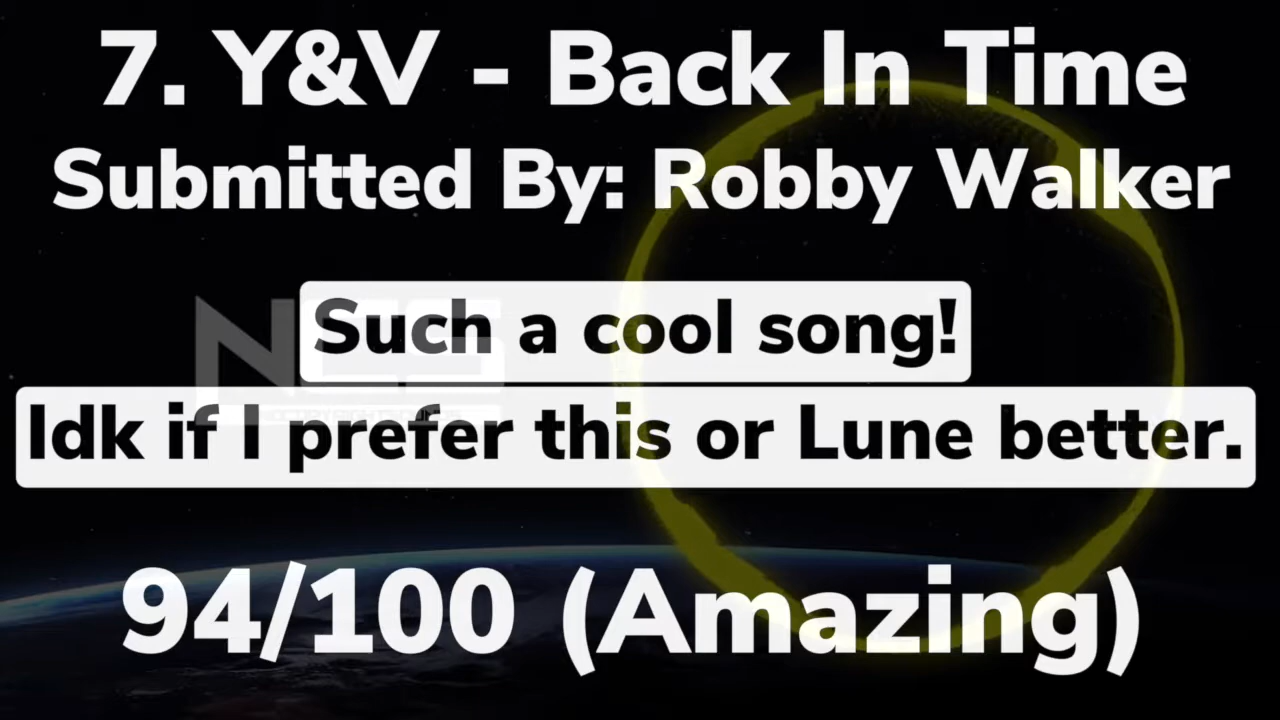 7. Y&V - Back In Time
Submitted By: Robby Walker
Such a cool song!
Idk if I prefer this or Lune better.
94/100 (Amazing)
NCS